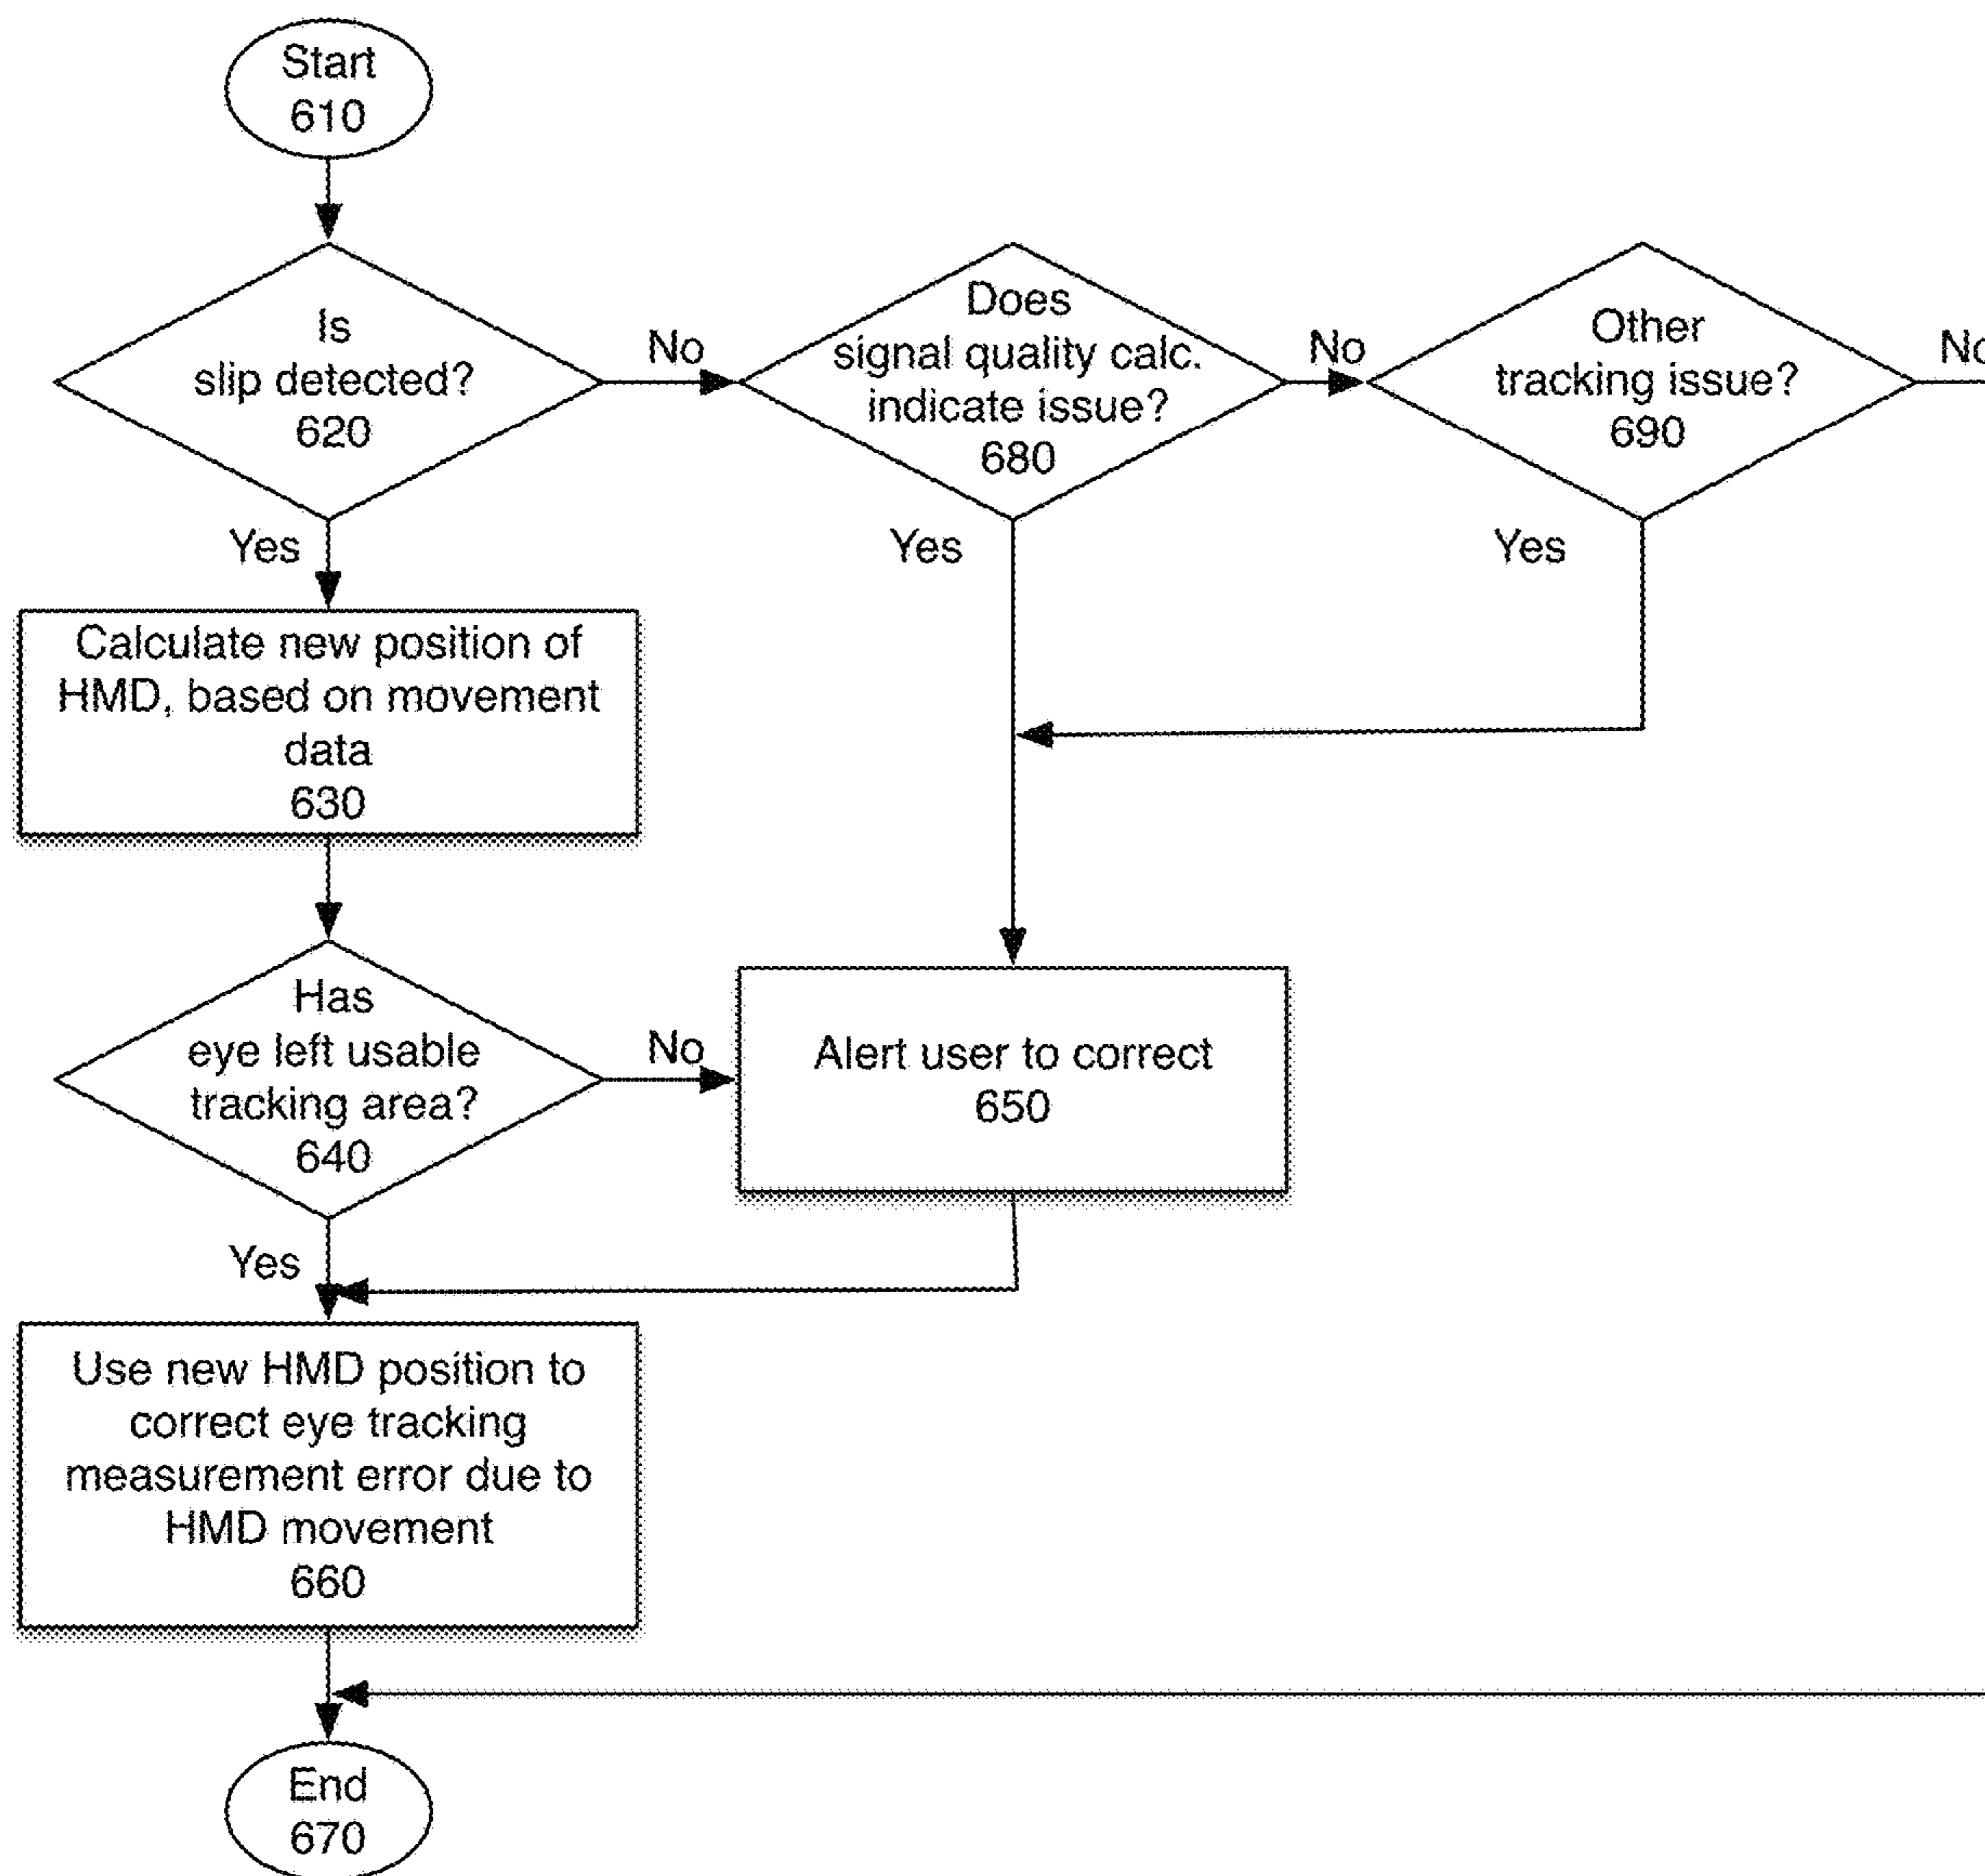 Start
610
Is
slip detected?
620
No
Does
signal quality calc.
indicate issue?
680
No
Other
tracking issue?
690
No
Yes
Yes
Yes
Calculate new position of
HMD, based on movement
data
630
Has
eye left usable
tracking area?
640
No
Alert user to correct
650
Yes
Use new HMD position to
correct eye tracking
measurement error due to
HMD movement
660
End
670